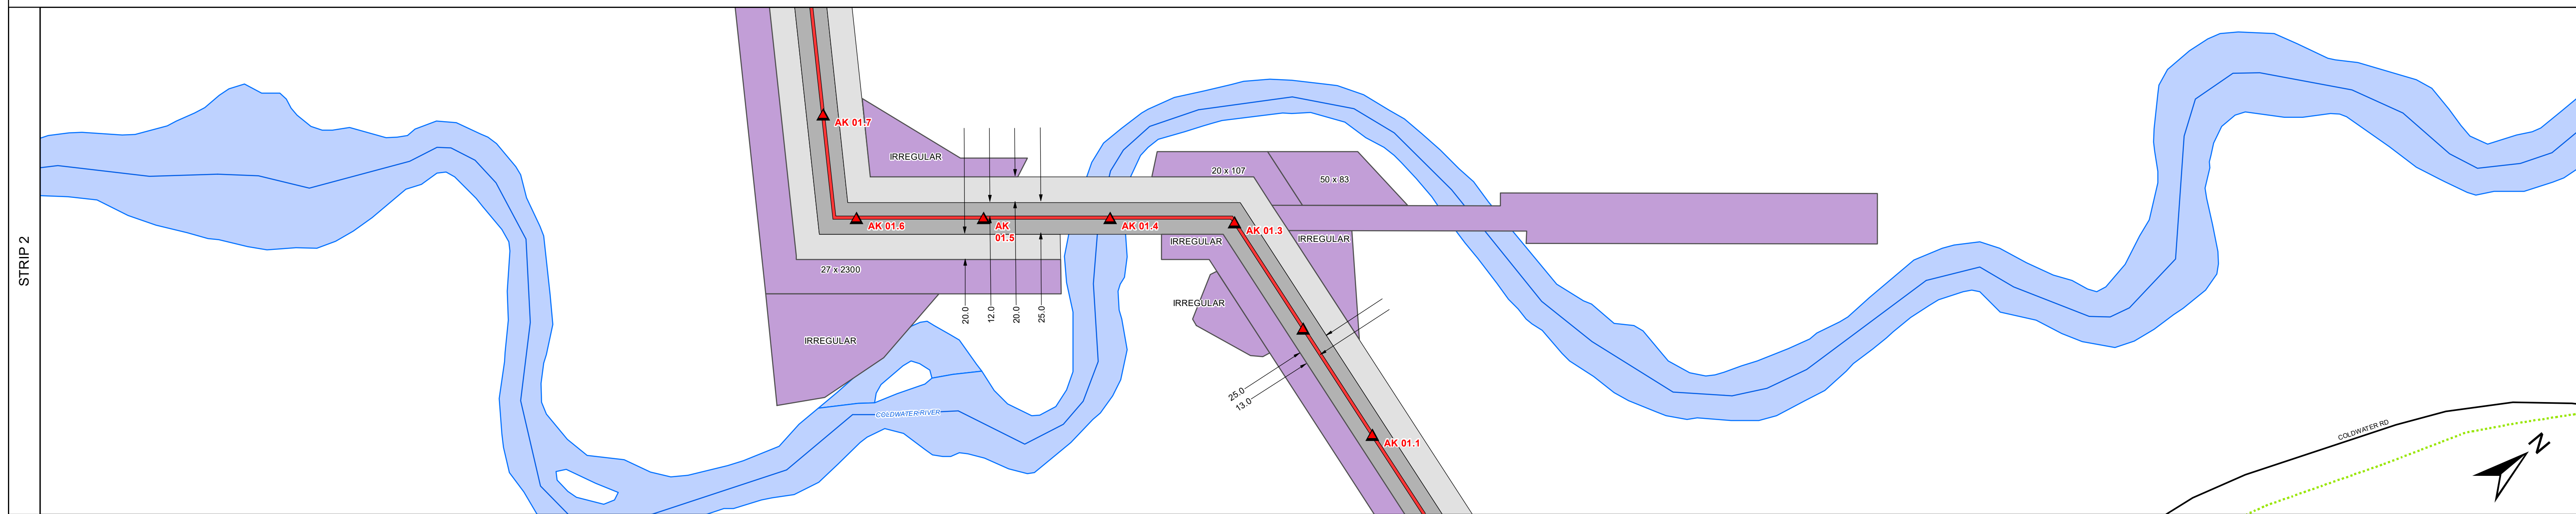 STRIP 2
AK 01.7
IRREGULAR
20 x 107
50 x 83
AK 01.6
AK
01.5
AK 01.4
AK 01.3
IRREGULAR
IRREGULAR
27 x 2300
IRREGULAR
20.0
12.0
20.0
25.0
IRREGULAR
25.0
13.0
COLDWATER RIVER
AK 01.1
COLDWATER RD
N